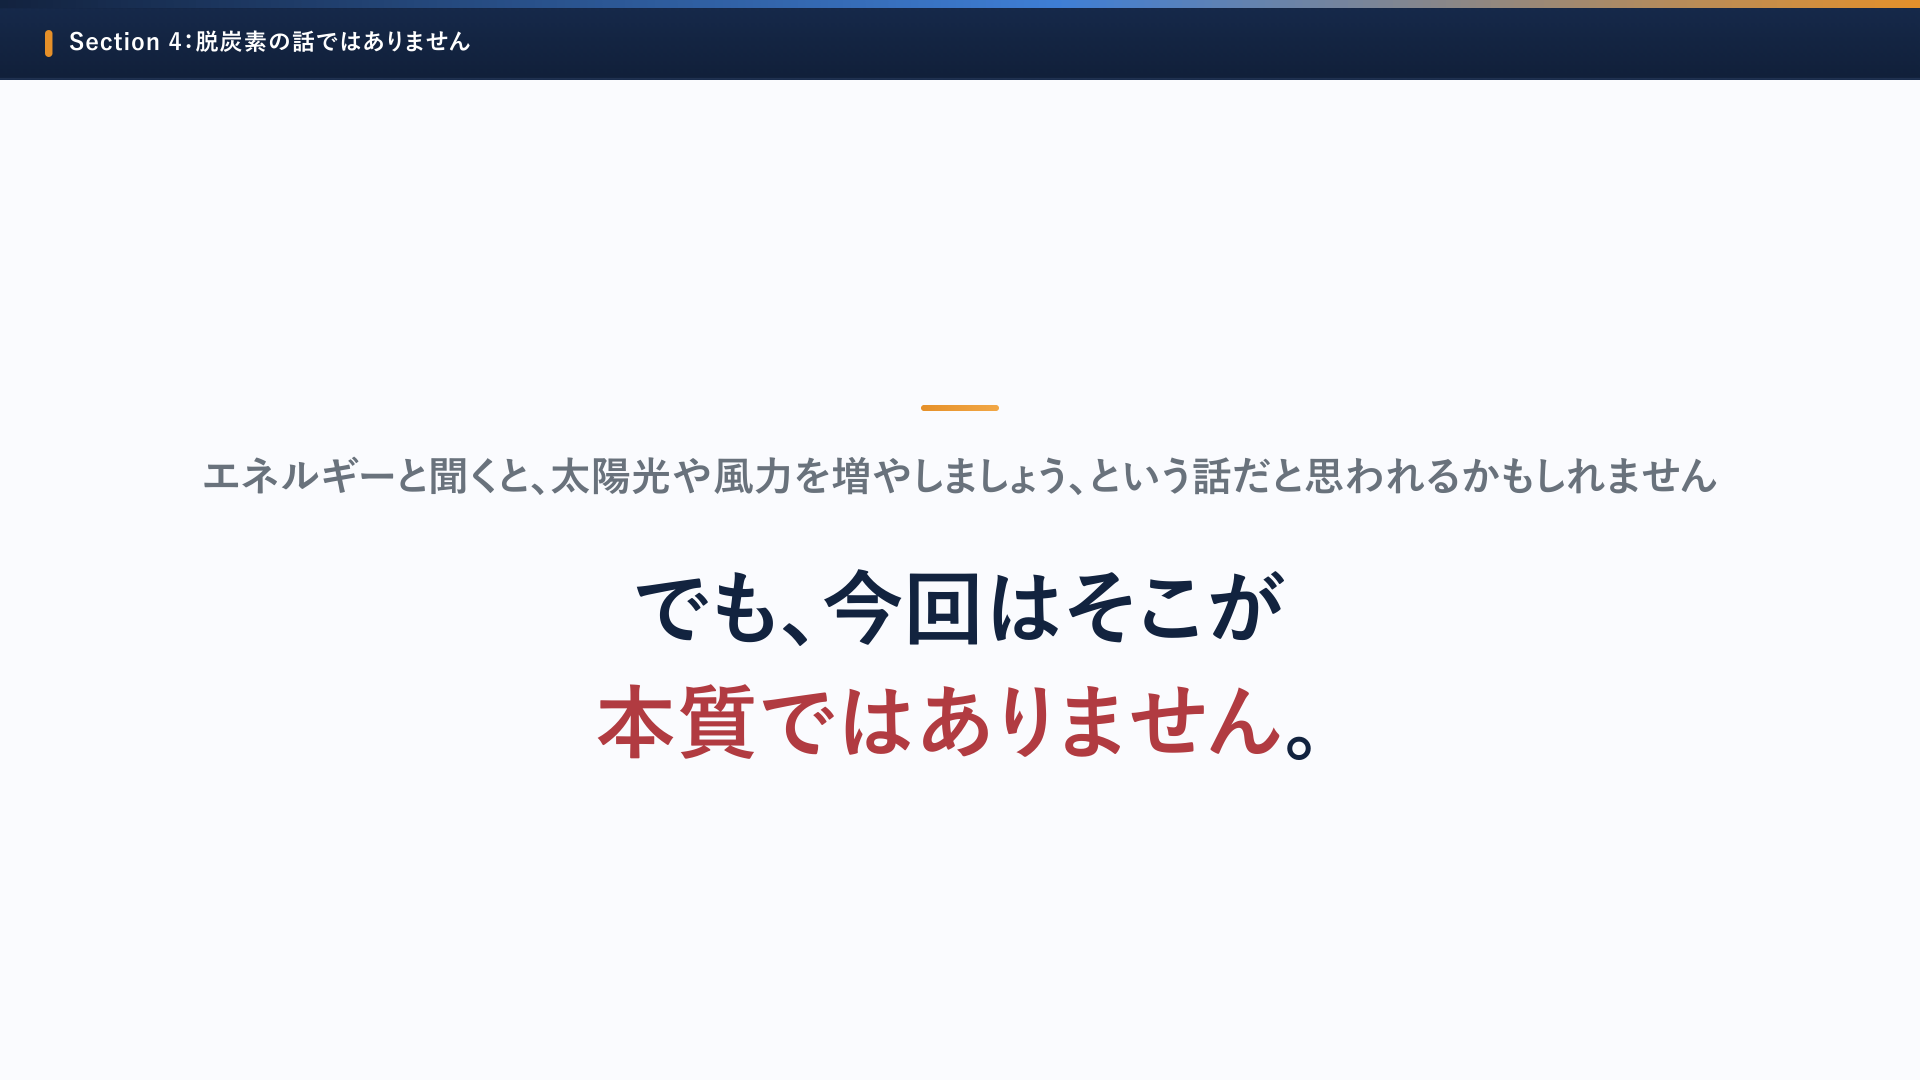 Section 4：脱炭素の話ではありません
エネルギーと聞くと、太陽光や風力を増やしましょう、という話だと思われるかもしれません
でも、今回はそこが
本質ではありません。